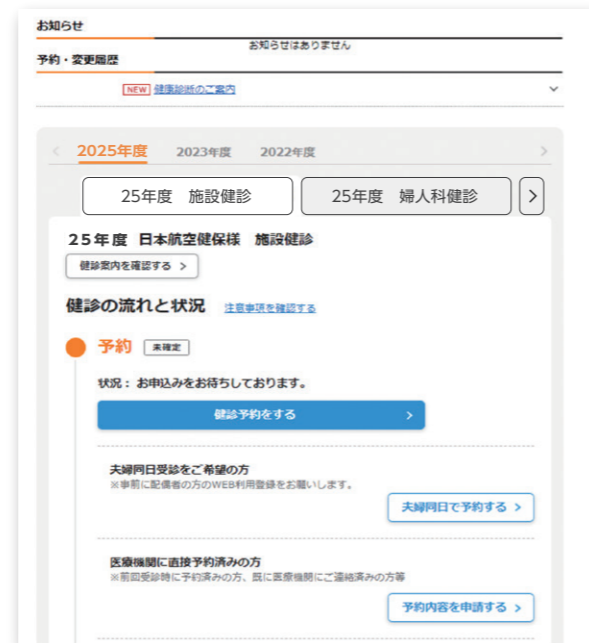 お知らせ
お知らせはありません
予約・変更履歴
NEW 健康診断のご案内
2025年度 2023年度 2022年度
25年度 施設健診 25年度 婦人科健診
25年度 日本航空健保様 施設健診
健診案内を確認する >
健診の流れと状況 注意事項を確認する
予約 未確定
状況： お申込みをお待ちしております。
健診予約をする >
夫婦同日受診をご希望の方
※事前に配偶者の方のWEB利用登録をお願いします。
夫婦同日で予約する >
医療機関に直接予約済みの方
※前回受診時に予約済みの方、既に医療機関にご連絡済みの方等
予約内容を申請する >